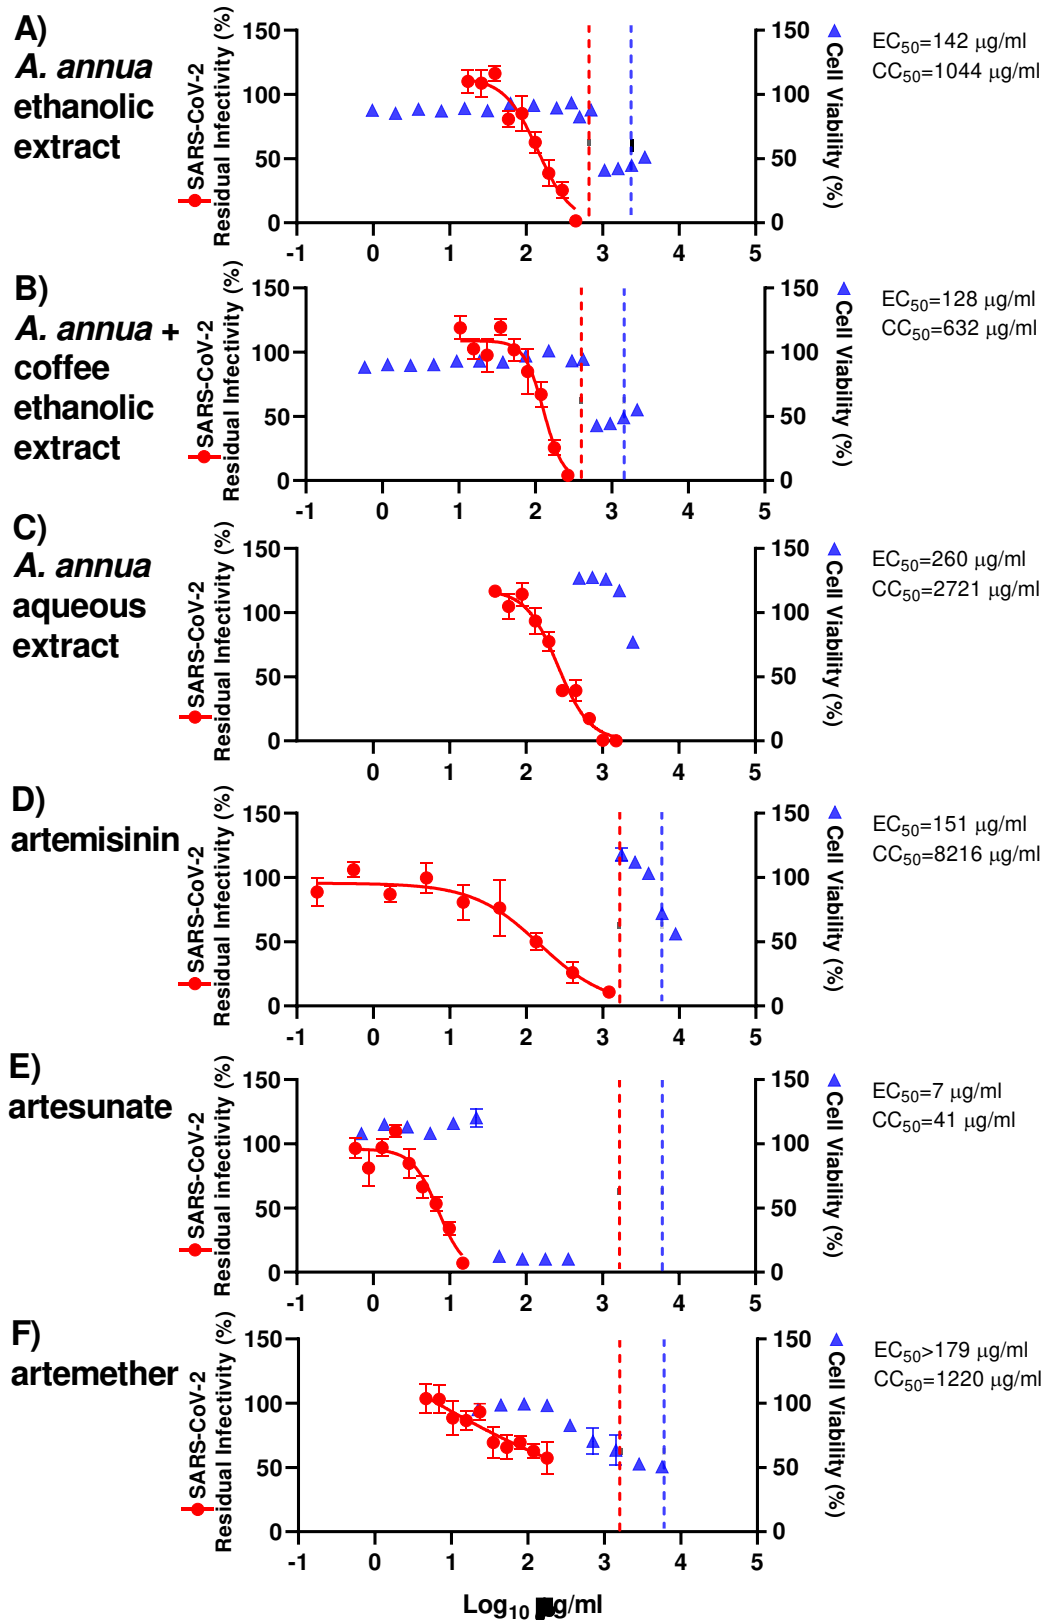 A)
A. annua
ethanolic
extract
SARS-CoV-2
Residual Infectivity (%)
150
100
50
0
-1 0 1 2 3 4 5
150
100
50
0
Cell Viability (%)
EC50=142 µg/ml
CC50=1044 µg/ml
B)
A. annua +
coffee
ethanolic
extract
SARS-CoV-2
Residual Infectivity (%)
150
100
50
0
-1 0 1 2 3 4 5
150
100
50
0
Cell Viability (%)
EC50=128 µg/ml
CC50=632 µg/ml
C)
A. annua
aqueous
extract
SARS-CoV-2
Residual Infectivity (%)
150
100
50
0
0 1 2 3 4 5
150
100
50
0
Cell Viability (%)
EC50=260 µg/ml
CC50=2721 µg/ml
D)
artemisinin
SARS-CoV-2
Residual Infectivity (%)
150
100
50
0
-1 0 1 2 3 4 5
150
100
50
0
Cell Viability (%)
EC50=151 µg/ml
CC50=8216 µg/ml
E)
artesunate
SARS-CoV-2
Residual infectivity (%)
150
100
50
0
-1 0 1 2 3 4 5
150
100
50
0
Cell Viability (%)
EC50=7 µg/ml
CC50=41 µg/ml
F)
artemether
SARS-CoV-2
Residual Infectivity (%)
150
100
50
0
-1 0 1 2 3 4 5
150
100
50
0
Cell Viability (%)
EC50>179 µg/ml
CC50=1220 µg/ml
Log10 µg/ml